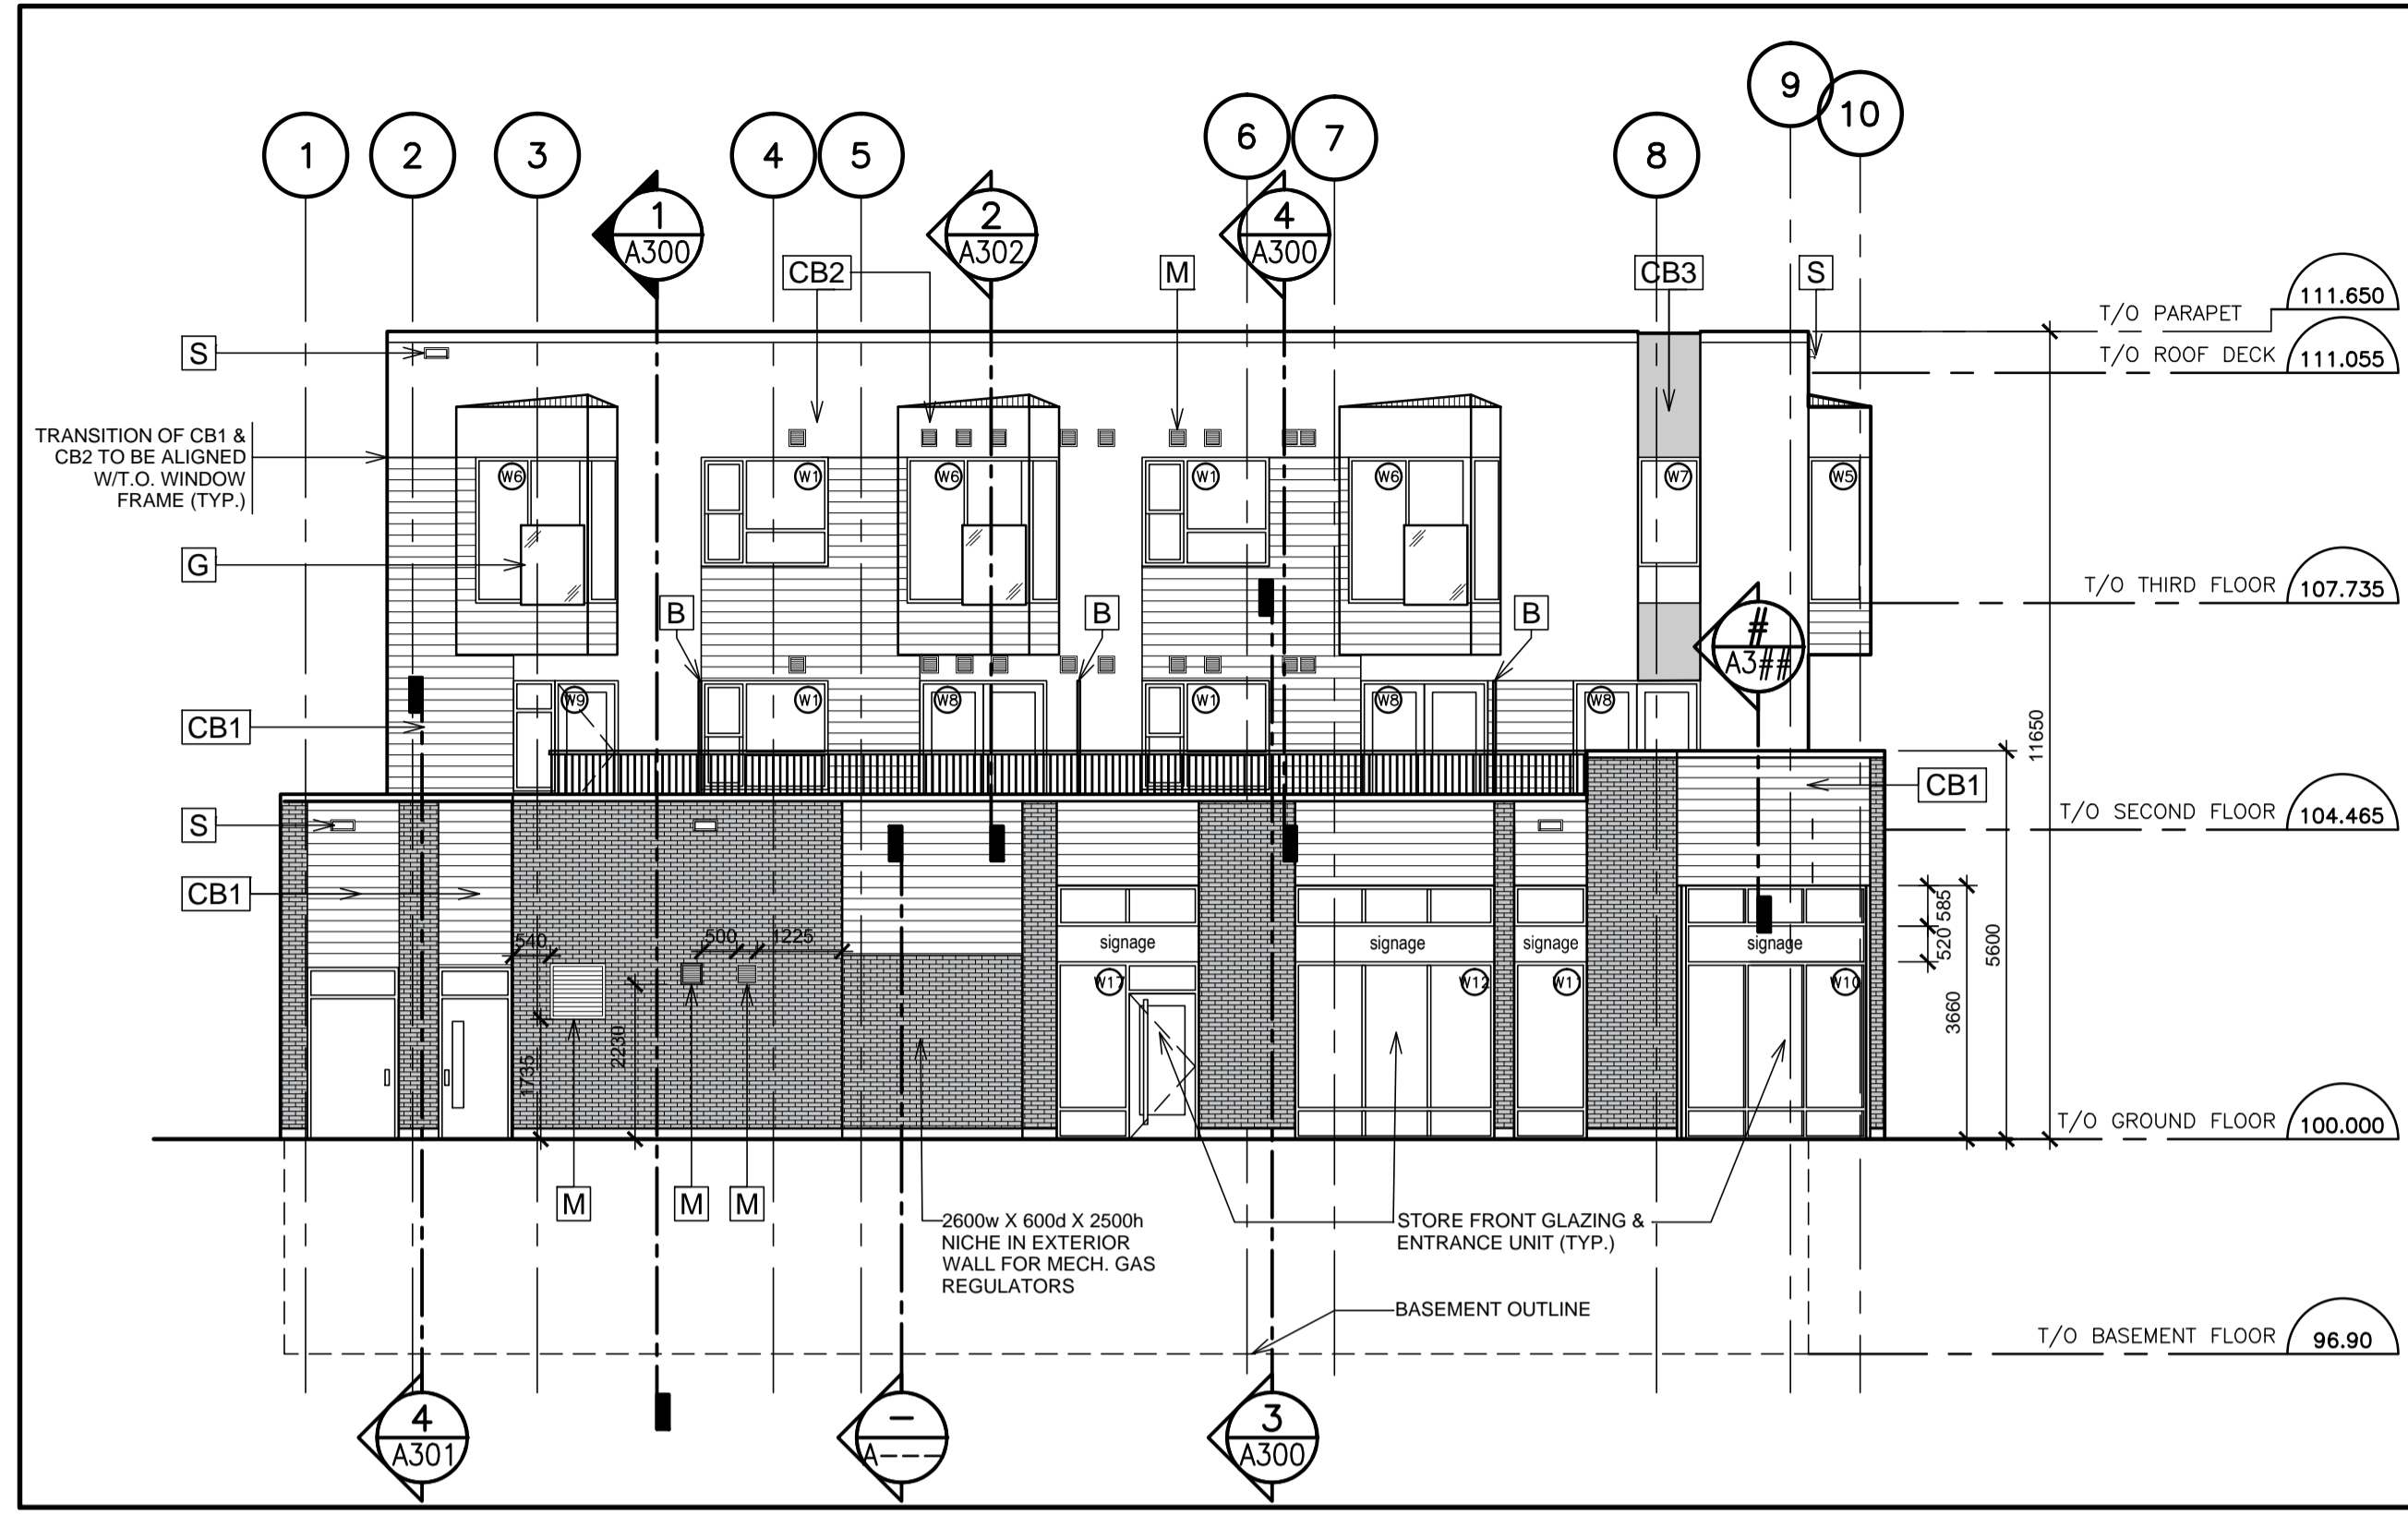 1
2
3
4
5
6
7
8
9
10
1
A300
2
A302
4
A300
CB2
M
CB3
S
T/O PARAPET
111.650
T/O ROOF DECK
111.055
S
TRANSITION OF CB1 &
CB2 TO BE ALIGNED
W/T.O. WINDOW
FRAME (TYP.)
W6
W1
W6
W1
W6
W7
W5
G
B
B
B
T/O THIRD FLOOR
107.735
#
A3##
W9
W1
W8
W1
W8
W8
CB1
11650
CB1
S
T/O SECOND FLOOR
104.465
CB1
585
520
5600
3660
540
500
1225
signage
signage
signage
signage
W17
W12
W11
W10
1735
2230
T/O GROUND FLOOR
100.000
M
M
M
2600w X 600d X 2500h
NICHE IN EXTERIOR
WALL FOR MECH. GAS
REGULATORS
STORE FRONT GLAZING &
ENTRANCE UNIT (TYP.)
BASEMENT OUTLINE
T/O BASEMENT FLOOR
96.90
4
A301
–
A----
3
A300